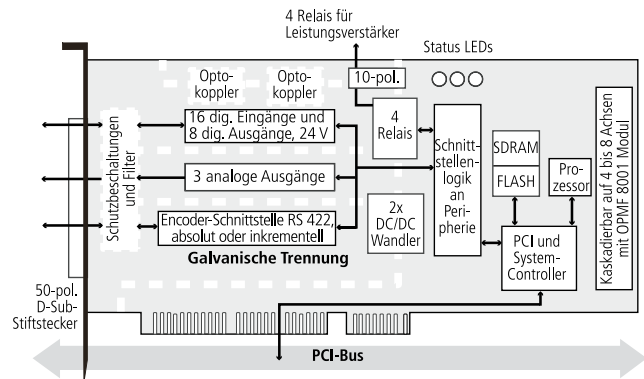 4 Relais für
Leistungsverstärker
Status LEDs
Opto-
koppler
Opto-
koppler
10-pol.
16 dig. Eingänge und
8 dig. Ausgänge, 24 V
4
Relais
Schutzbeschaltungen
und Filter
3 analoge Ausgänge
Schnitt-
stellen-
logik
an
Peri-
pherie
SDRAM
FLASH
Pro-
zessor
Kaskadierbar auf 4 bis 8 Achsen
mit OPMF 8001 Modul
Encoder-Schnittstelle RS 422,
absolut oder inkrementell
2x
DC/DC
Wandler
PCI und
System-
Controller
Galvanische Trennung
50-pol.
D-Sub-
Stiftstecker
PCI-Bus